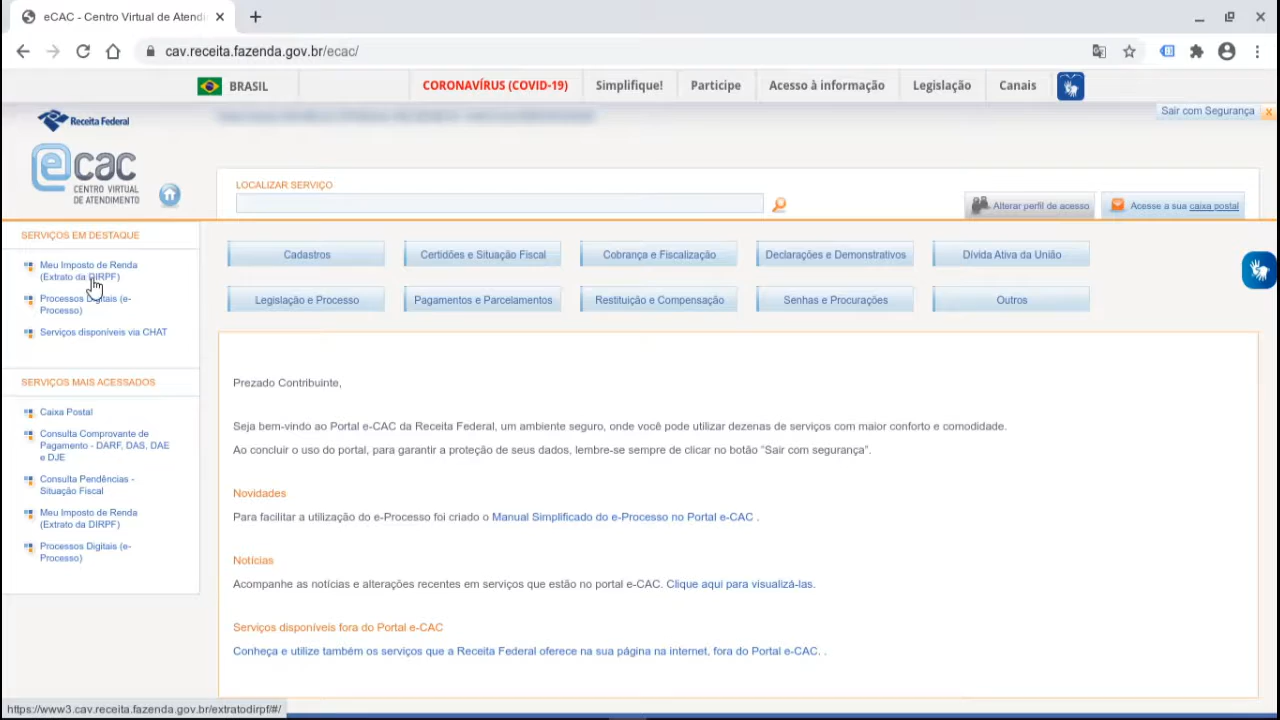 eCAC - Centro Virtual de Atendi
cav.receita.fazenda.gov.br/ecac/
BRASIL
CORONAVÍRUS (COVID-19)
Simplifique!
Participe
Acesso à informação
Legislação
Canais
Receita Federal
Sair com Segurança
x
ecac
CENTRO VIRTUAL
DE ATENDIMENTO
LOCALIZAR SERVIÇO
Alterar perfil de acesso
Acesse a sua caixa postal
SERVIÇOS EM DESTAQUE
Meu Imposto de Renda
(Extrato da DIRPF)
Processos Digitais (e-
Processo)
Serviços disponíveis via CHAT
SERVIÇOS MAIS ACESSADOS
Caixa Postal
Consulta Comprovante de
Pagamento - DARF, DAS, DAE
e DJE
Consulta Pendências -
Situação Fiscal
Meu Imposto de Renda
(Extrato da DIRPF)
Processos Digitais (e-
Processo)
Cadastros
Certidões e Situação Fiscal
Cobrança e Fiscalização
Declarações e Demonstrativos
Dívida Ativa da União
Legislação e Processo
Pagamentos e Parcelamentos
Restituição e Compensação
Senhas e Procurações
Outros
Prezado Contribuinte,
Seja bem-vindo ao Portal e-CAC da Receita Federal, um ambiente seguro, onde você pode utilizar dezenas de serviços com maior conforto e comodidade.
Ao concluir o uso do portal, para garantir a proteção de seus dados, lembre-se sempre de clicar no botão "Sair com segurança".
Novidades
Para facilitar a utilização do e-Processo foi criado o Manual Simplificado do e-Processo no Portal e-CAC .
Notícias
Acompanhe as notícias e alterações recentes em serviços que estão no portal e-CAC. Clique aqui para visualizá-las.
Serviços disponíveis fora do Portal e-CAC
Conheça e utilize também os serviços que a Receita Federal oferece na sua página na internet, fora do Portal e-CAC. .
https://www3.cav.receita.fazenda.gov.br/extratodirpf/#/